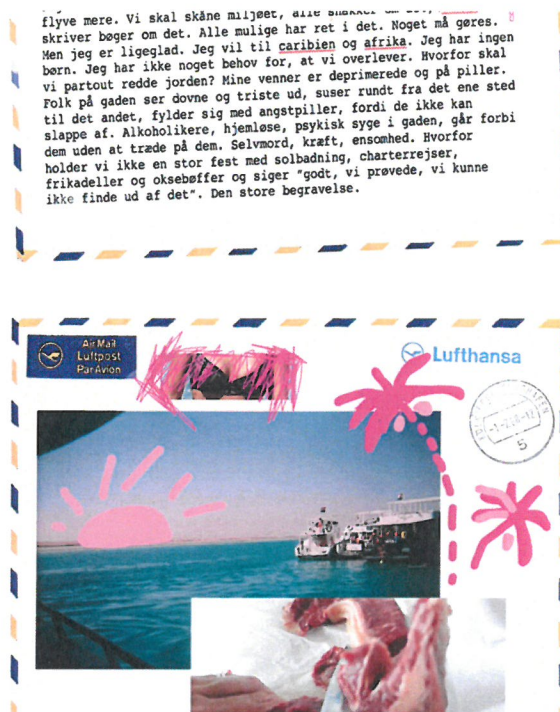 flyve mere. Vi skal skåne miljøet, alle snakker om det,
skriver bøger om det. Alle mulige har ret i det. Noget må gøres.
Men jeg er ligeglad. Jeg vil til caribien og afrika. Jeg har ingen
børn. Jeg har ikke noget behov for, at vi overlever. Hvorfor skal
vi partout redde jorden? Mine venner er deprimerede og på piller.
Folk på gaden ser dovne og triste ud, suser rundt fra det ene sted
til det andet, fylder sig med angstpiller, fordi de ikke kan
slappe af. Alkoholikere, hjemløse, psykisk syge i gaden, går forbi
dem uden at træde på dem. Selvmord, kræft, ensomhed. Hvorfor
holder vi ikke en stor fest med solbadning, charterrejser,
frikadeller og oksebøffer og siger "godt, vi prøvede, vi kunne
ikke finde ud af det". Den store begravelse.
Air Mail
Luftpost
Par Avion
Lufthansa
5